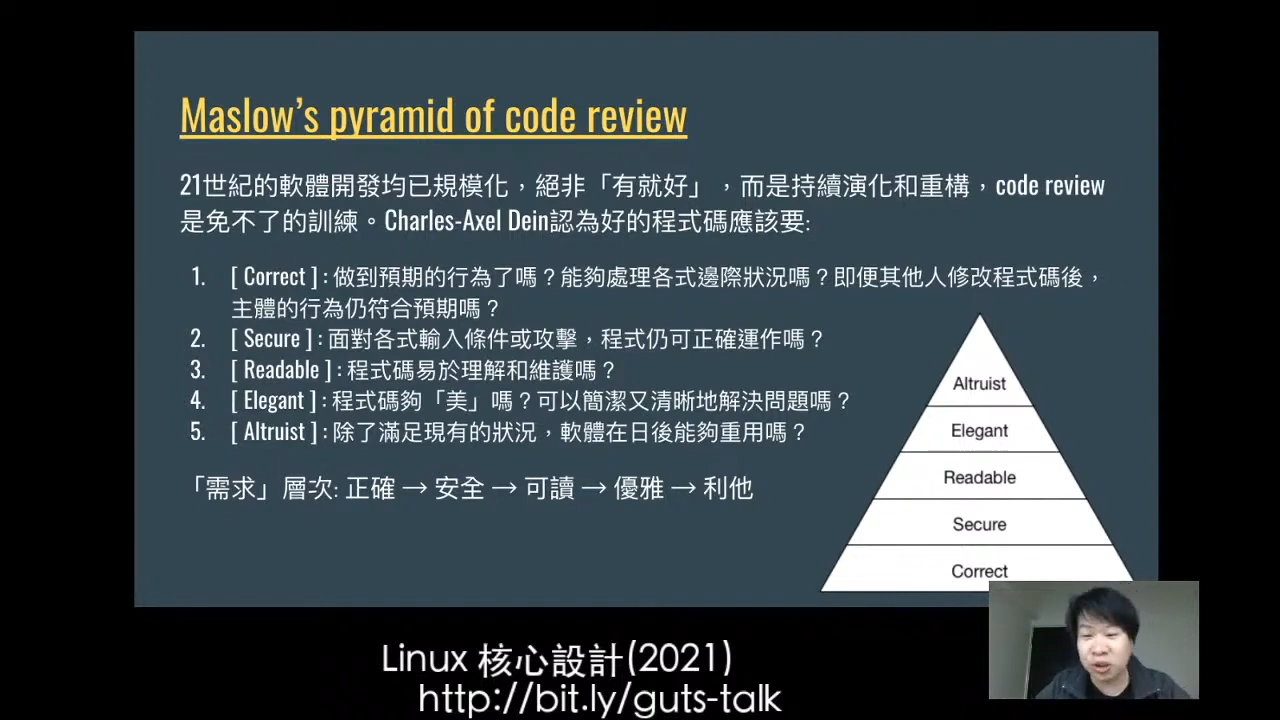 Maslow’s pyramid of code review
21世紀的軟體開發均已規模化，絕非「有就好」，而是持續演化和重構，code review
是免不了的訓練。Charles-Axel Dein認為好的程式碼應該要:
1. [ Correct ] : 做到預期的行為了嗎？能夠處理各式邊際狀況嗎？即便其他人修改程式碼後，
主體的行為仍符合預期嗎？
2. [ Secure ] : 面對各式輸入條件或攻擊，程式仍可正確運作嗎？
3. [ Readable ] : 程式碼易於理解和維護嗎？
4. [ Elegant ] : 程式碼夠「美」嗎？可以簡潔又清晰地解決問題嗎？
5. [ Altruist ] : 除了滿足現有的狀況，軟體在日後能夠重用嗎？
「需求」層次: 正確 → 安全 → 可讀 → 優雅 → 利他
Altruist
Elegant
Readable
Secure
Correct
Linux 核心設計(2021)
http://bit.ly/guts-talk